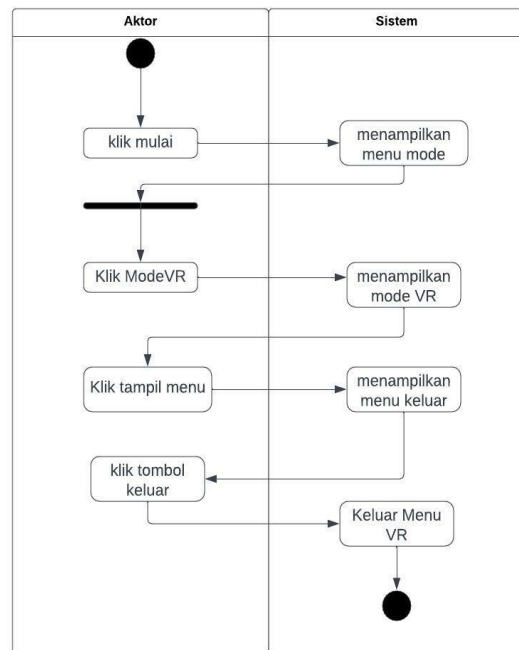 Aktor
Sistem
klik mulai
menampilkan
menu mode
Klik ModeVR
menampilkan
mode VR
Klik tampil menu
menampilkan
menu keluar
klik tombol
keluar
Keluar Menu
VR